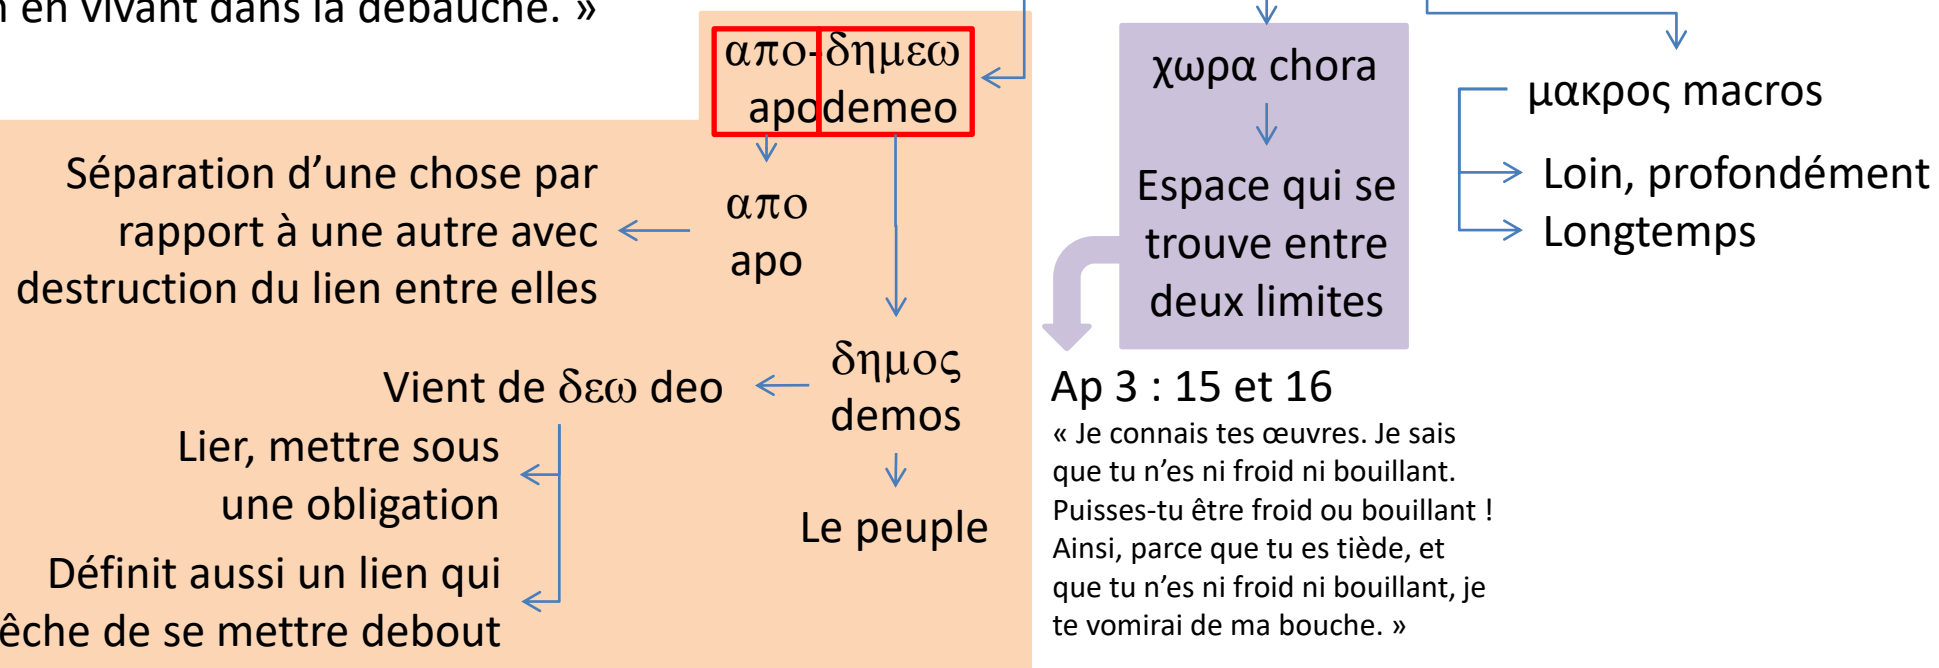 en vivant dans la débauche. »
απο-δημεω
apodemeo
Séparation d’une chose par
rapport à une autre avec
destruction du lien entre elles
απο
apo
δημος
demos
Le peuple
Vient de δεω deo
Lier, mettre sous
une obligation
Définit aussi un lien qui
de se mettre debout
χωρα chora
Espace qui se
trouve entre
deux limites
Ap 3 : 15 et 16
« Je connais tes œuvres. Je sais
que tu n’es ni froid ni bouillant.
Puisses-tu être froid ou bouillant !
Ainsi, parce que tu es tiède, et
que tu n’es ni froid ni bouillant, je
te vomirai de ma bouche. »
μακρος macros
Loin, profondément
Longtemps